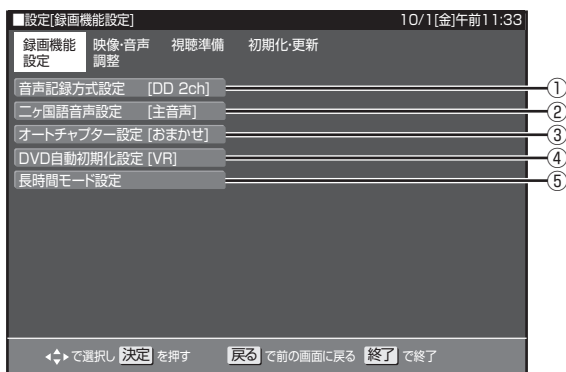 ■設定[録画機能設定] 10/1[金]午前11:33
録画機能設定 映像・音声調整 視聴準備 初期化・更新
音声記録方式設定 [DD 2ch] ①
二ヶ国語音声設定 [主音声] ②
オートチャプター設定 [おまかせ] ③
DVD自動初期化設定 [VR] ④
長時間モード設定 ⑤
で選択し 決定 を押す 戻る で前の画面に戻る 終了 で終了